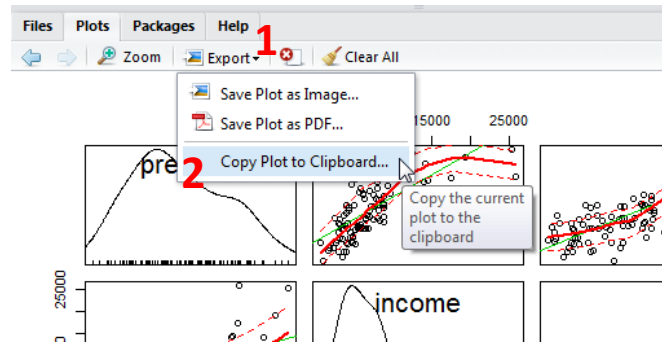 Files Plots Packages Help
1
Zoom Export Clear All
Save Plot as Image...
Save Plot as PDF...
15000 25000
2
Copy Plot to Clipboard...
pre
Copy the current
plot to the
clipboard
25000
income